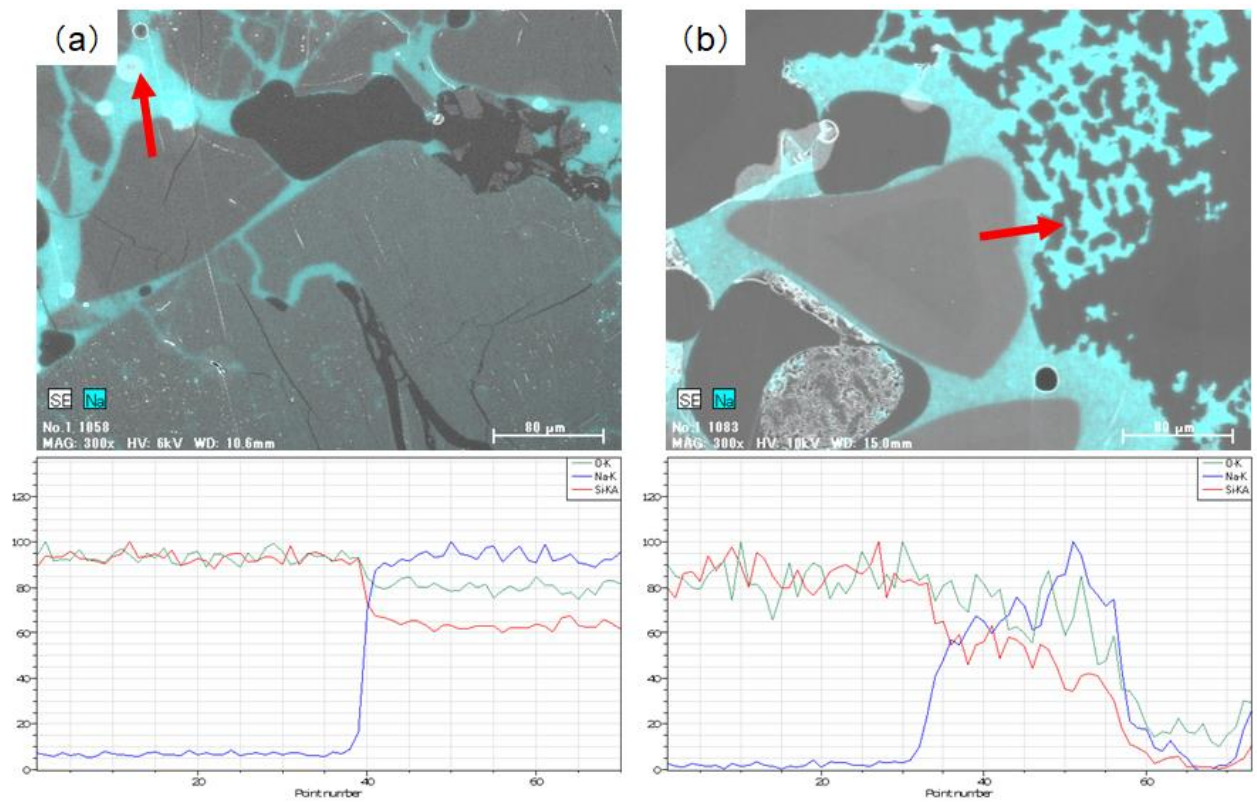 (a)
SE Na
No.1 1058
MAG: 300x HV: 6kV WD: 10.6mm
80 µm
(b)
SE Na
No.1 1083
MAG: 300x HV: 10kV WD: 15.0mm
80 µm
O-K
Na-K
Si-KA
120
100
80
60
40
20
0
20
40
60
Point number
O-K
Na-K
Si-KA
120
100
80
60
40
20
0
20
40
60
Point number